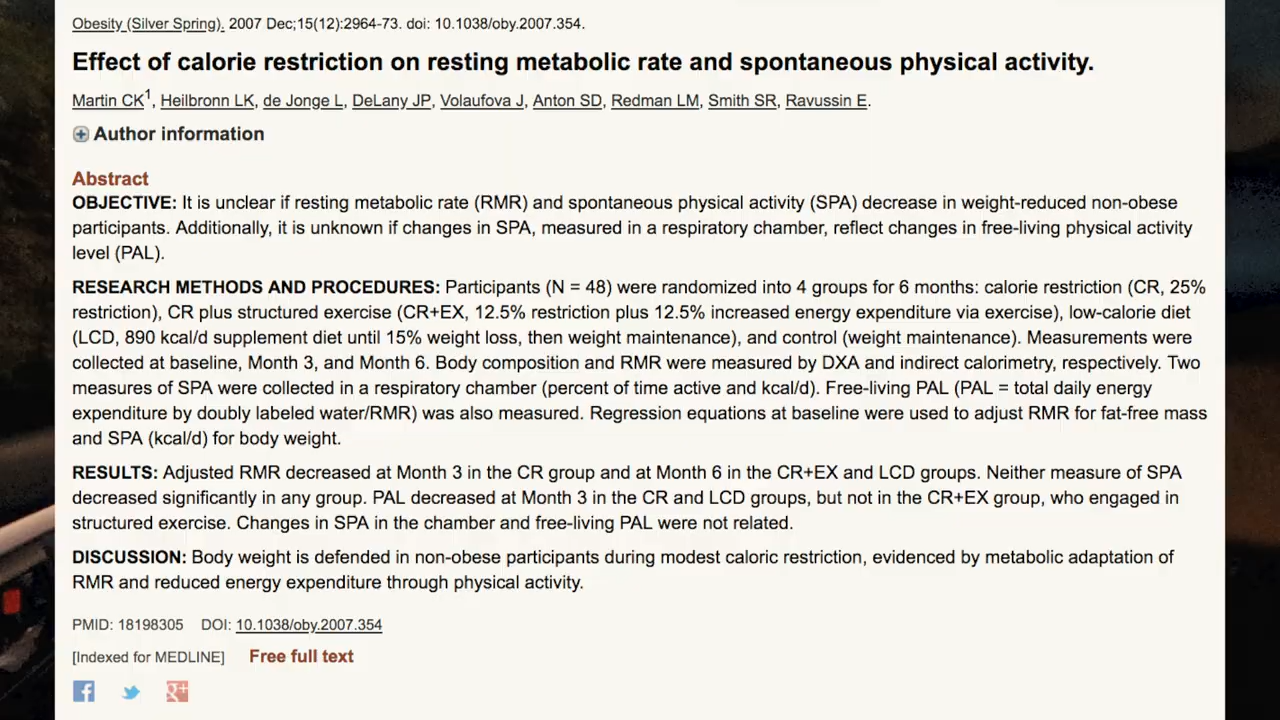 Obesity (Silver Spring). 2007 Dec;15(12):2964-73. doi: 10.1038/oby.2007.354.
Effect of calorie restriction on resting metabolic rate and spontaneous physical activity.
Martin CK1, Heilbronn LK, de Jonge L, DeLany JP, Volaufova J, Anton SD, Redman LM, Smith SR, Ravussin E.
Author information
Abstract
OBJECTIVE: It is unclear if resting metabolic rate (RMR) and spontaneous physical activity (SPA) decrease in weight-reduced non-obese
participants. Additionally, it is unknown if changes in SPA, measured in a respiratory chamber, reflect changes in free-living physical activity
level (PAL).
RESEARCH METHODS AND PROCEDURES: Participants (N = 48) were randomized into 4 groups for 6 months: calorie restriction (CR, 25%
restriction), CR plus structured exercise (CR+EX, 12.5% restriction plus 12.5% increased energy expenditure via exercise), low-calorie diet
(LCD, 890 kcal/d supplement diet until 15% weight loss, then weight maintenance), and control (weight maintenance). Measurements were
collected at baseline, Month 3, and Month 6. Body composition and RMR were measured by DXA and indirect calorimetry, respectively. Two
measures of SPA were collected in a respiratory chamber (percent of time active and kcal/d). Free-living PAL (PAL = total daily energy
expenditure by doubly labeled water/RMR) was also measured. Regression equations at baseline were used to adjust RMR for fat-free mass
and SPA (kcal/d) for body weight.
RESULTS: Adjusted RMR decreased at Month 3 in the CR group and at Month 6 in the CR+EX and LCD groups. Neither measure of SPA
decreased significantly in any group. PAL decreased at Month 3 in the CR and LCD groups, but not in the CR+EX group, who engaged in
structured exercise. Changes in SPA in the chamber and free-living PAL were not related.
DISCUSSION: Body weight is defended in non-obese participants during modest caloric restriction, evidenced by metabolic adaptation of
RMR and reduced energy expenditure through physical activity.
PMID: 18198305 DOI: 10.1038/oby.2007.354
[Indexed for MEDLINE] Free full text